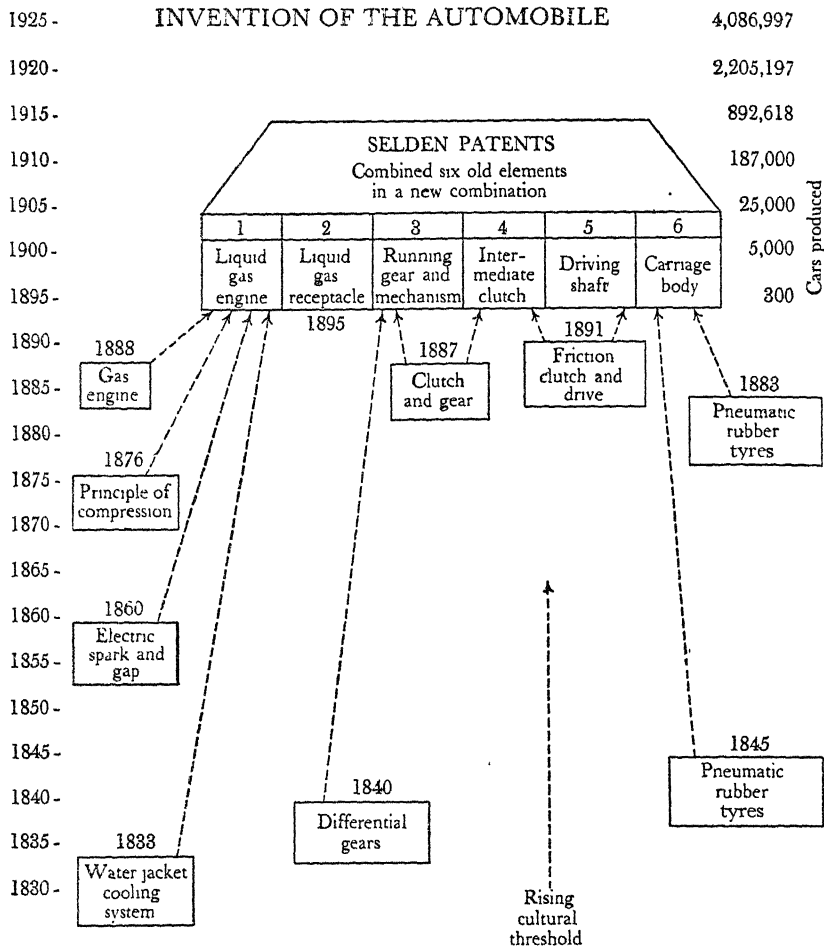 INVENTION OF THE AUTOMOBILE
1925-
4,086,997
1920-
2,205,197
1915-
892,618
SELDEN PATENTS
1910-
187,000
Combined six old elements
in a new combination
1905-
25,000
Cars produced
1 2 3 4 5 6
1900-
5,000
Liquid
gas
engine
Liquid
gas
receptacle
Running
gear and
mechanism
Inter-
mediate
clutch
Driving
shaft
Carriage
body
1895-
300
1895
1890-
1888
Gas
engine
1887
Clutch
and gear
1891
Friction
clutch and
drive
1883
Pneumatic
rubber
tyres
1885-
1880-
1875-
1876
Principle of
compression
1870-
1865-
1860-
1860
Electric
spark and
gap
1855-
1850-
1845-
1845
Pneumatic
rubber
tyres
1840-
1840
Differential
gears
1835-
1833
Water jacket
cooling
system
1830-
Rising
cultural
threshold